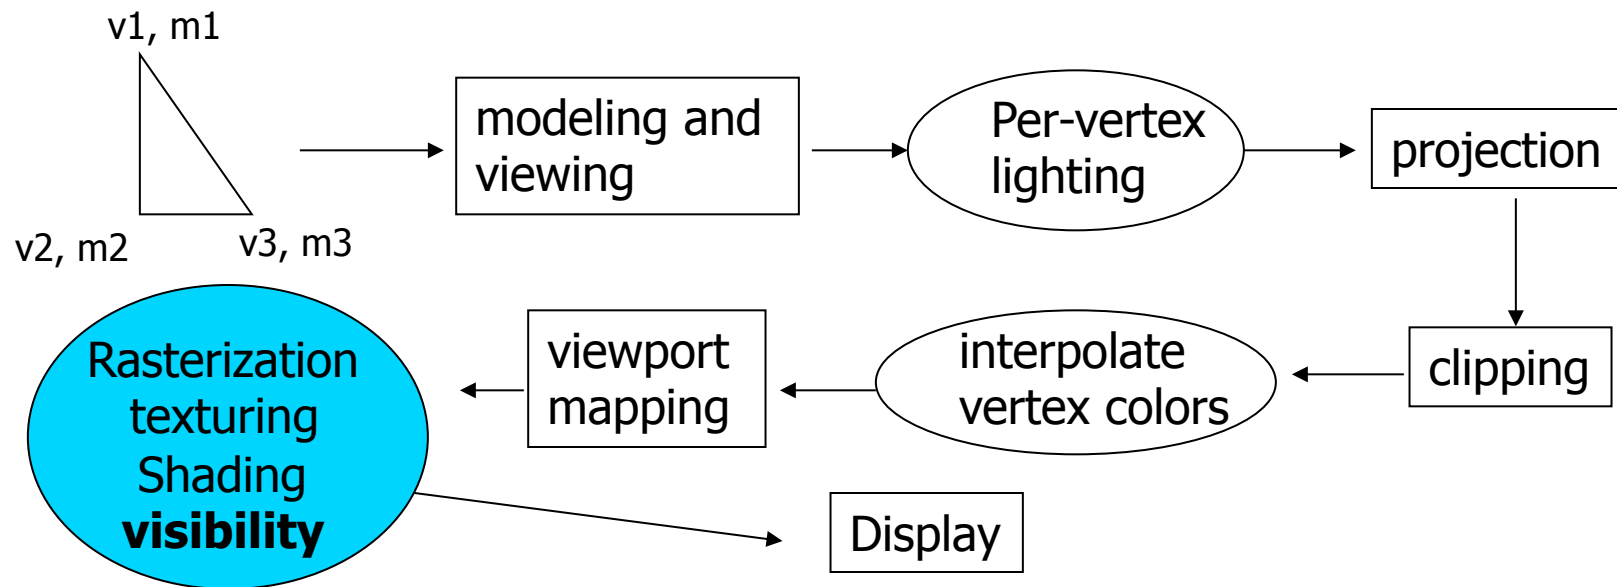 v1, m1
v2, m2
v3, m3
modeling and
viewing
Per-vertex
lighting
projection
clipping
interpolate
vertex colors
viewport
mapping
Rasterization
texturing
Shading
visibility
Display